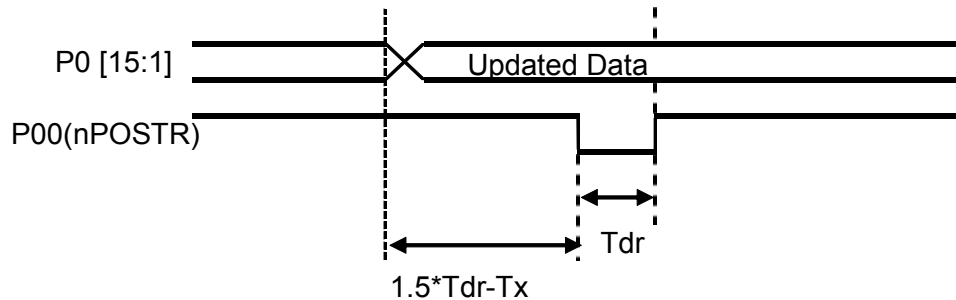 P0 [15:1]
Updated Data
P00(nPOSTR)
Tdr
1.5*Tdr-Tx